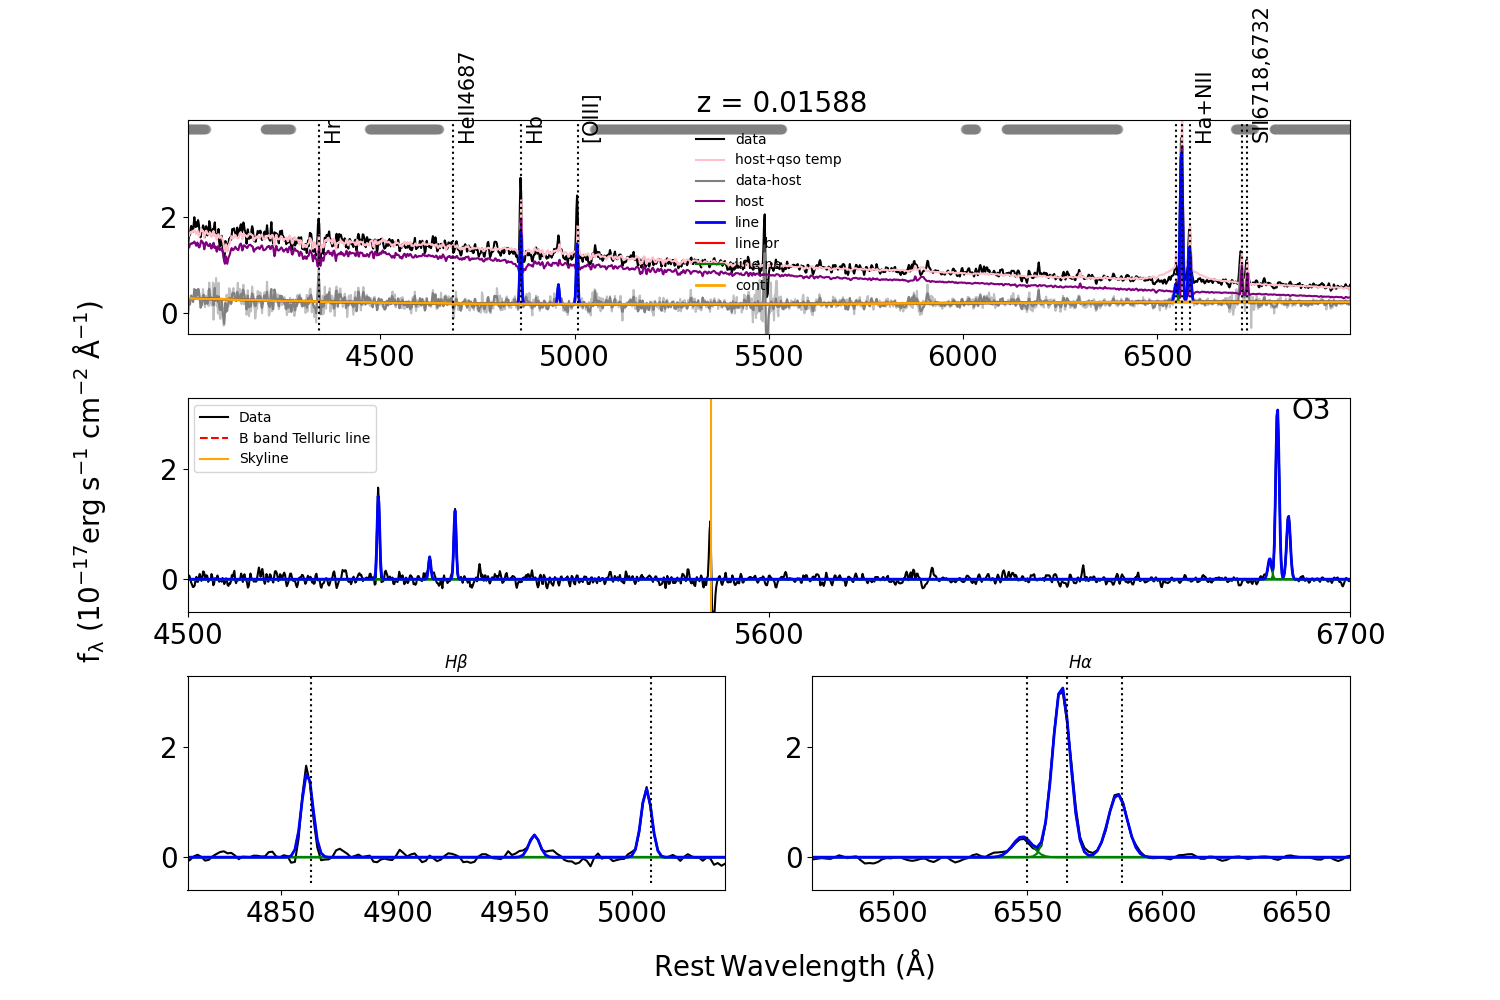 z = 0.01588
Hr
HeII4687
Hb
[OIII]
Ha+NII
SII6718,6732
data
host+qso temp
data-host
host
line
line br
conti
2
0
4500
5000
5500
6000
6500
Data
B band Telluric line
Skyline
O3
2
0
4500
5600
6700
fλ (10⁻¹⁷erg s⁻¹ cm⁻² Å⁻¹)
Hβ
2
0
4850
4900
4950
5000
Hα
2
0
6500
6550
6600
6650
Rest Wavelength (Å)